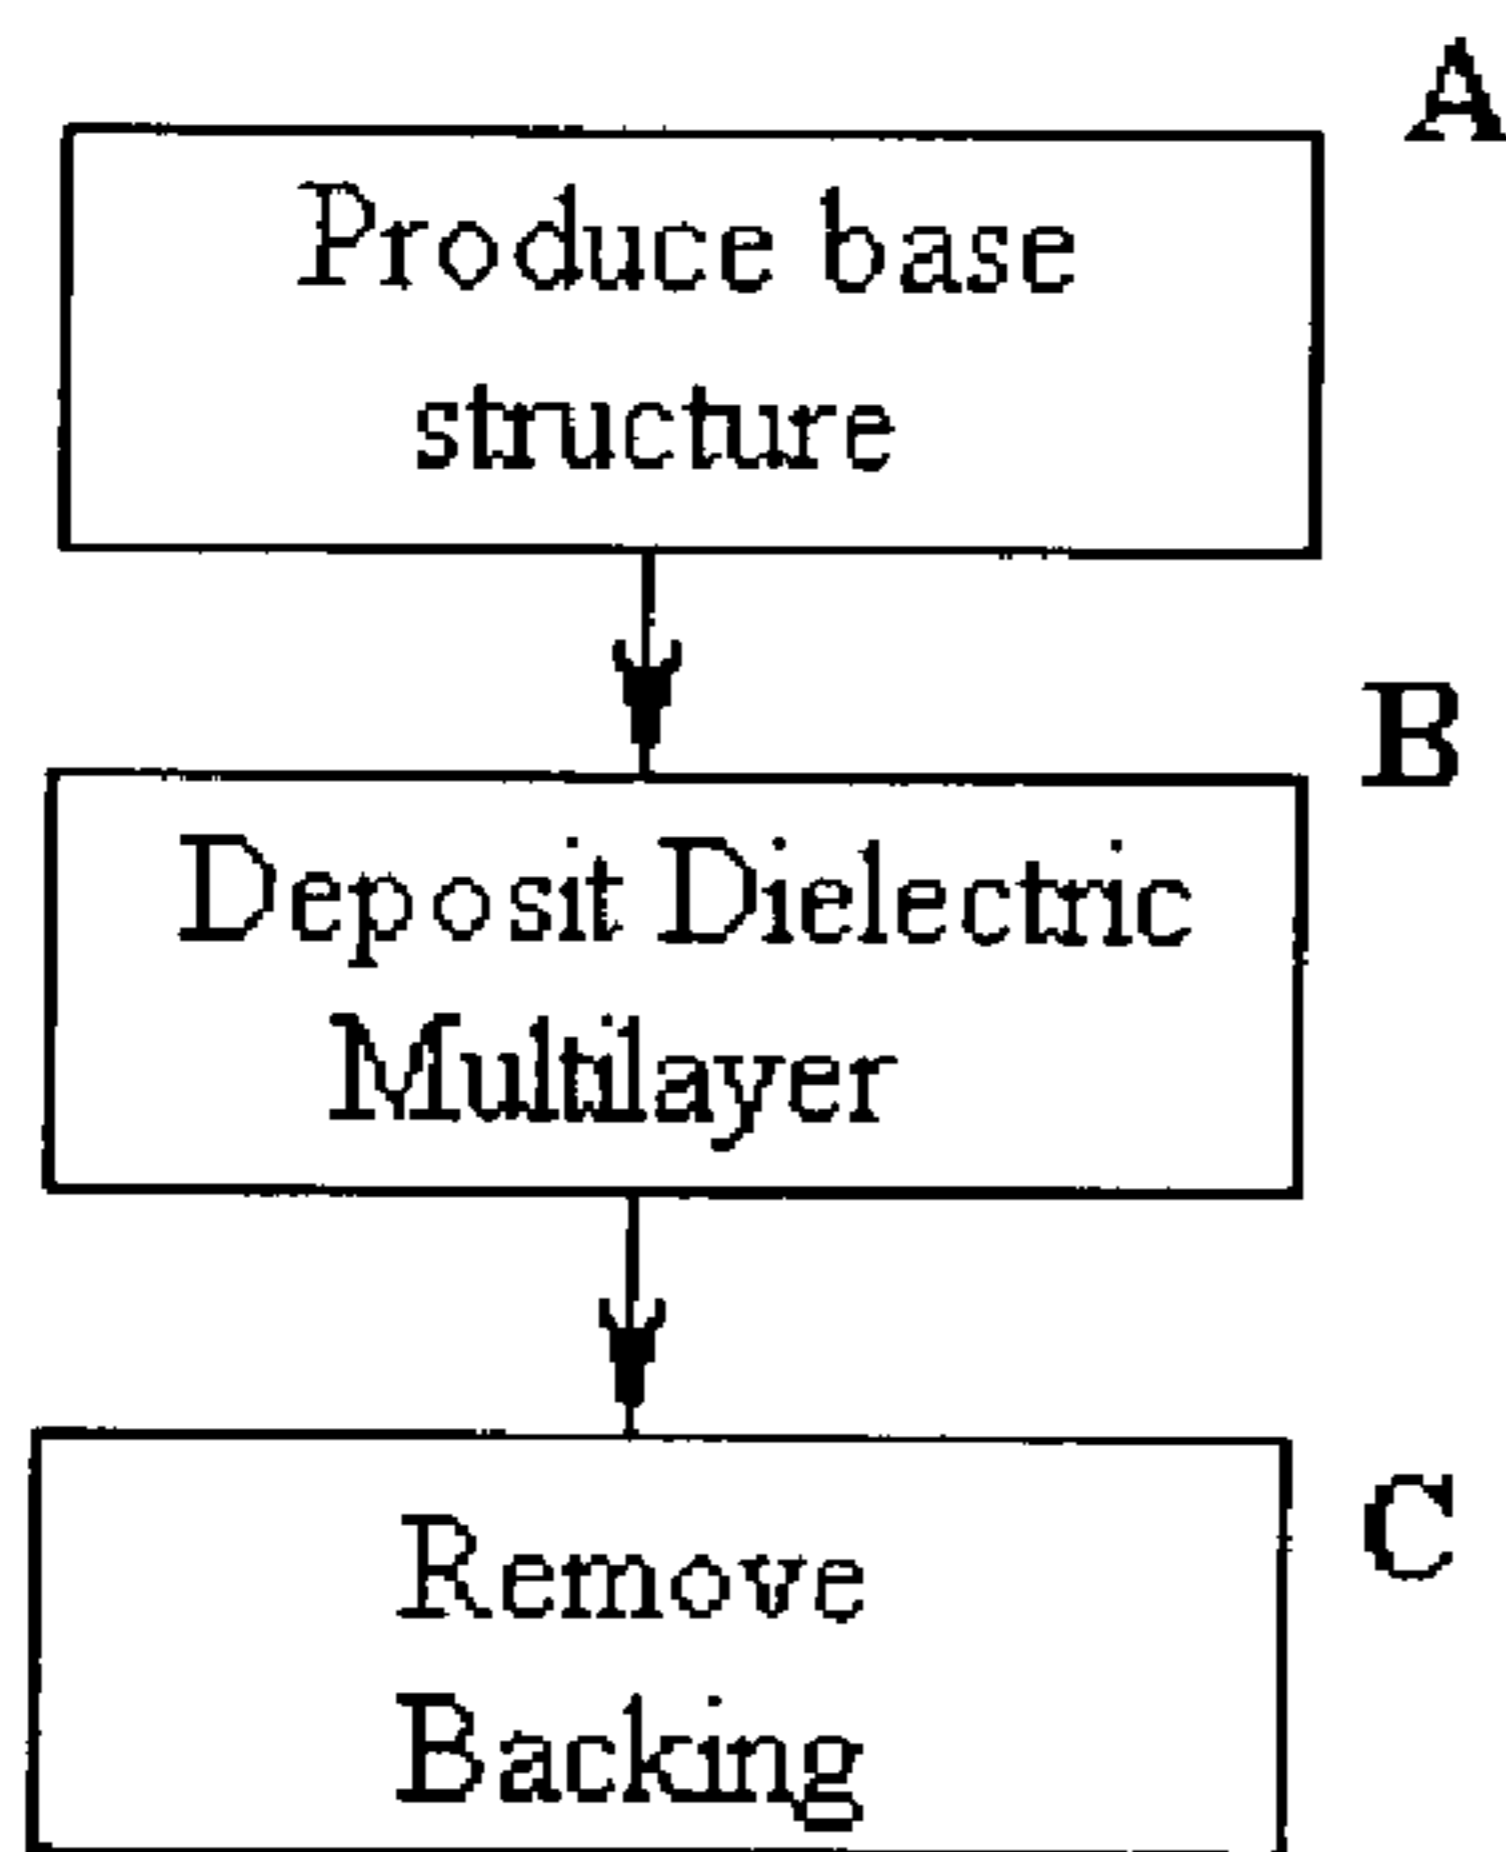 A
Produce base
structure
B
Deposit Dielectric
Multilayer
C
Remove
Backing